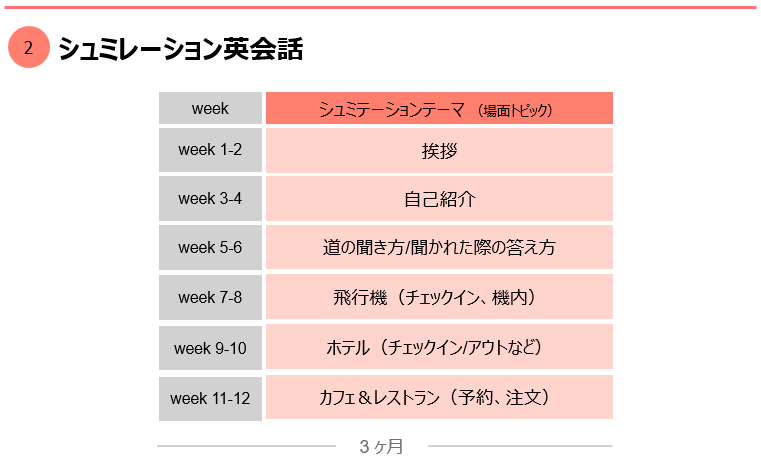 2 シュミレーション英会話
week シュミテーションテーマ （場面トピック）
week 1-2 挨拶
week 3-4 自己紹介
week 5-6 道の聞き方/聞かれた際の答え方
week 7-8 飛行機（チェックイン、機内）
week 9-10 ホテル（チェックイン/アウトなど）
week 11-12 カフェ＆レストラン（予約、注文）
3 ヶ月